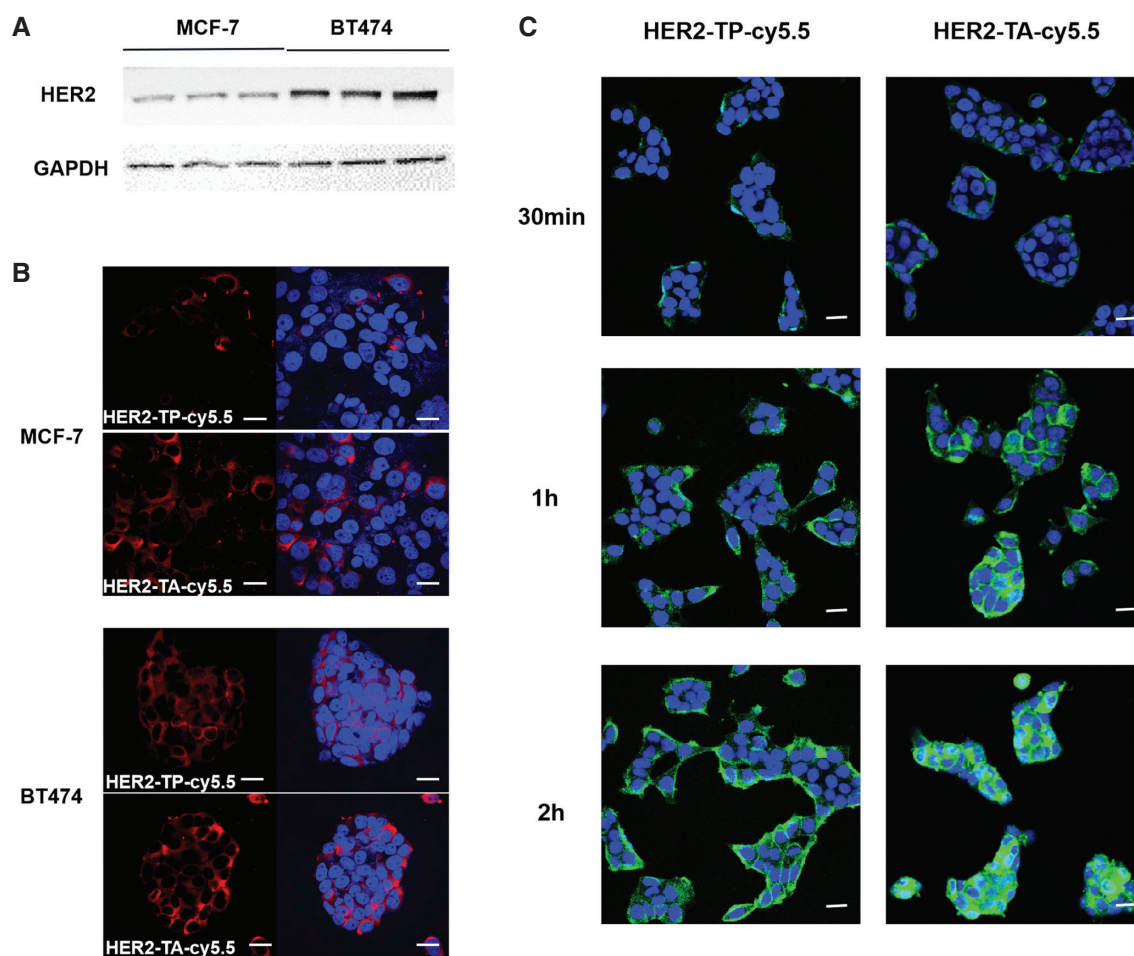 A
MCF-7 BT474
HER2
GAPDH
B
MCF-7
HER2-TP-cy5.5
HER2-TA-cy5.5
BT474
HER2-TP-cy5.5
HER2-TA-cy5.5
C
HER2-TP-cy5.5 HER2-TA-cy5.5
30min
1h
2h